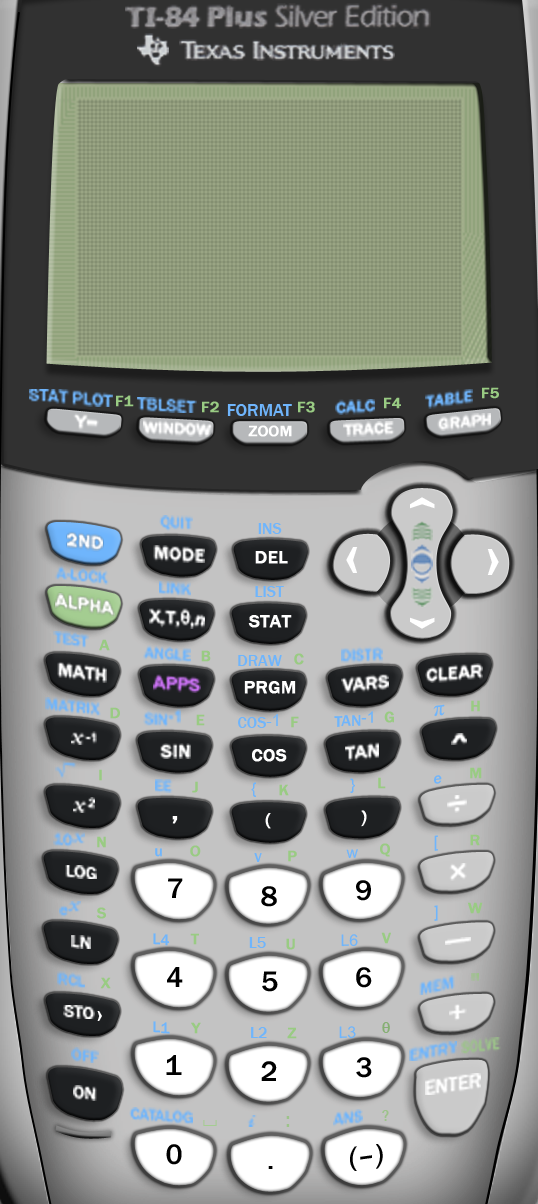 TI-84 Plus Silver Edition
TEXAS INSTRUMENTS
STAT PLOT F1 TBLSET F2 FORMAT F3 CALC F4 TABLE F5
Y= WINDOW ZOOM TRACE GRAPH
QUIT INS
2ND MODE DEL
A-LOCK LINK LIST
ALPHA X,T,θ,n STAT
TEST A ANGLE B DRAW C DISTR
MATH APPS PRGM VARS CLEAR
MATRIX D SIN-1 E COS-1 F TAN-1 G π H
x-1 SIN COS TAN ^
√ I EE J { K } L e M
x2 , ( ) ÷
10x N u O v P w Q [ R
LOG 7 8 9 ×
ex S L4 T L5 U L6 V ] W
LN 4 5 6 −
RCL X L1 Y L2 Z L3 θ MEM
STO› 1 2 3 +
OFF CATALOG i : ANS ? ENTRY SOLVE
ON 0 . (−) ENTER